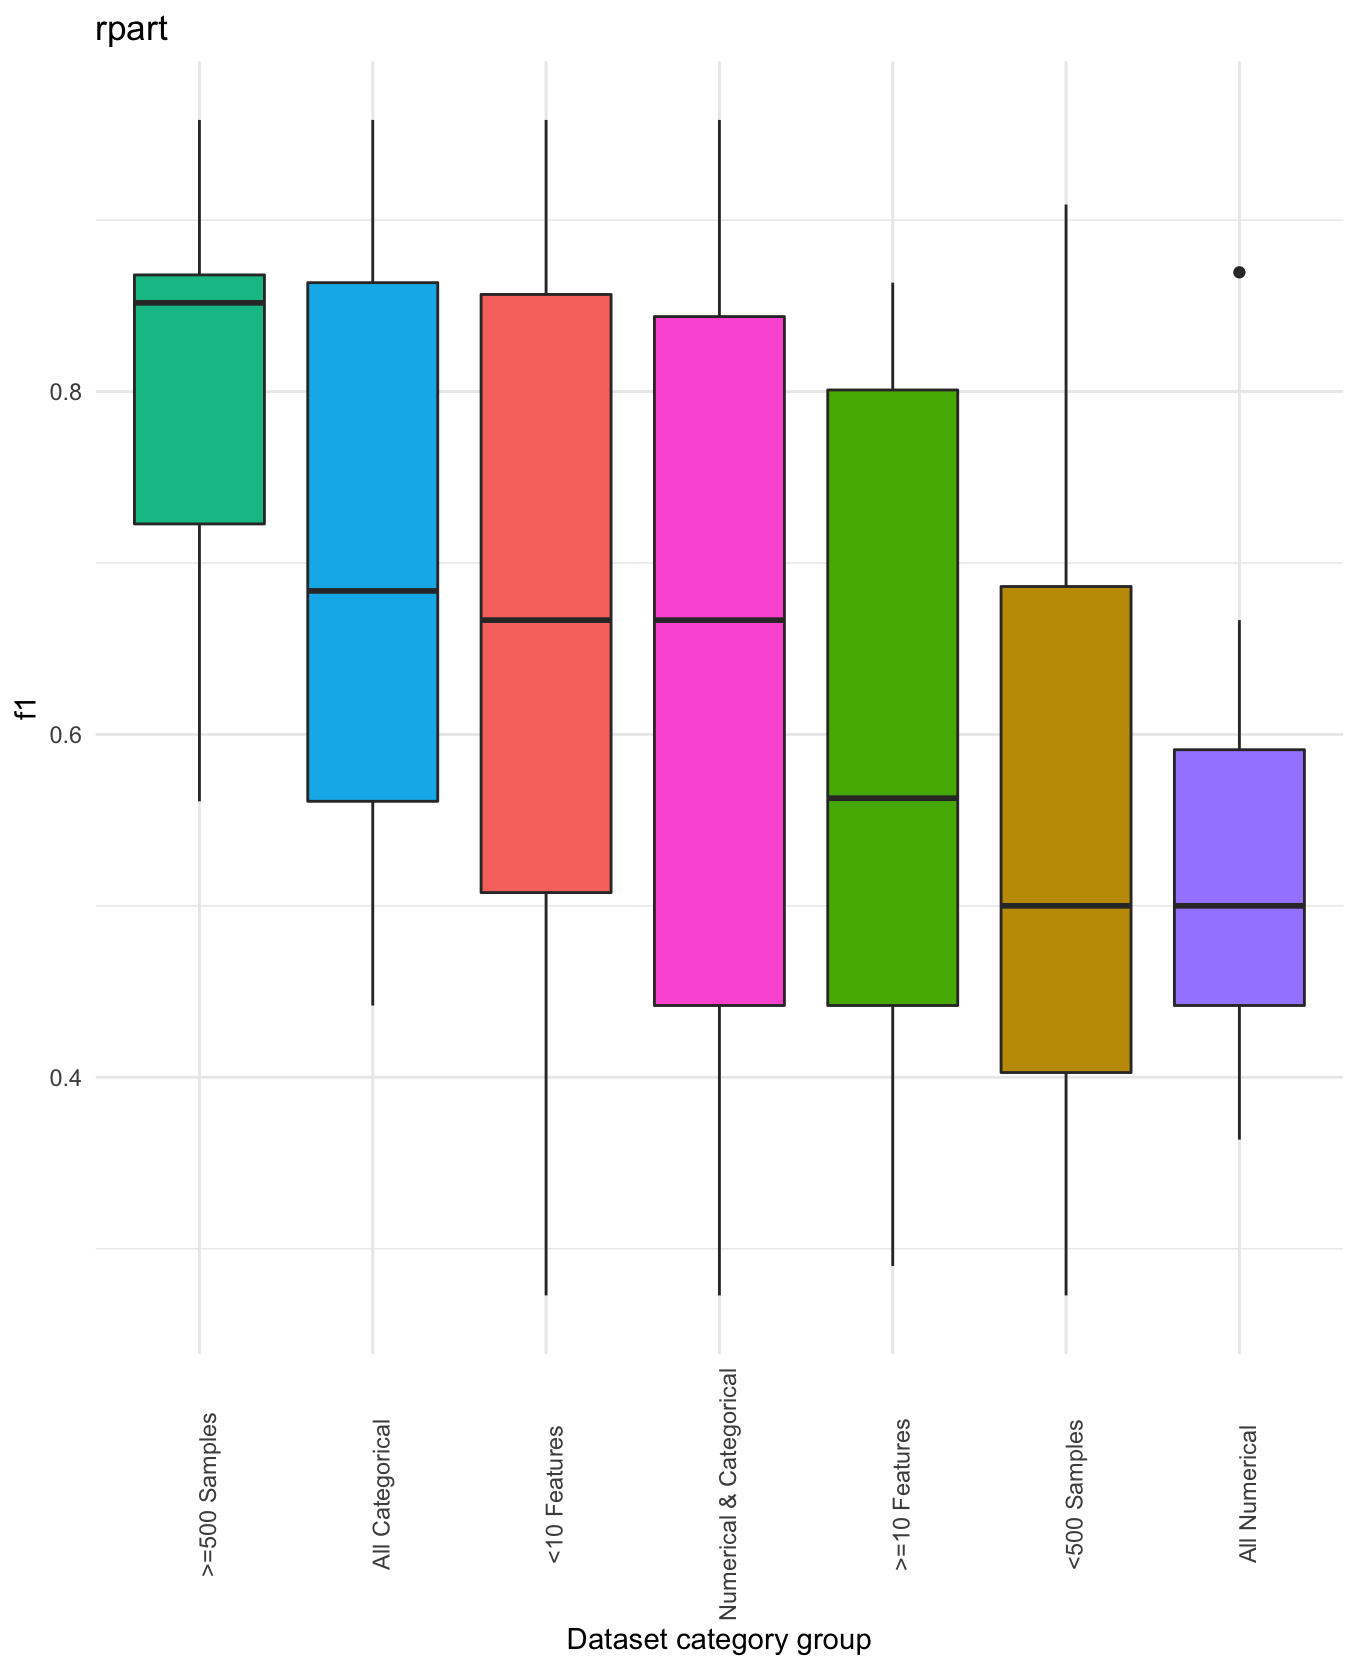 rpart
f1
0.8
0.6
0.4
>=500 Samples
All Categorical
<10 Features
Numerical & Categorical
>=10 Features
<500 Samples
All Numerical
Dataset category group